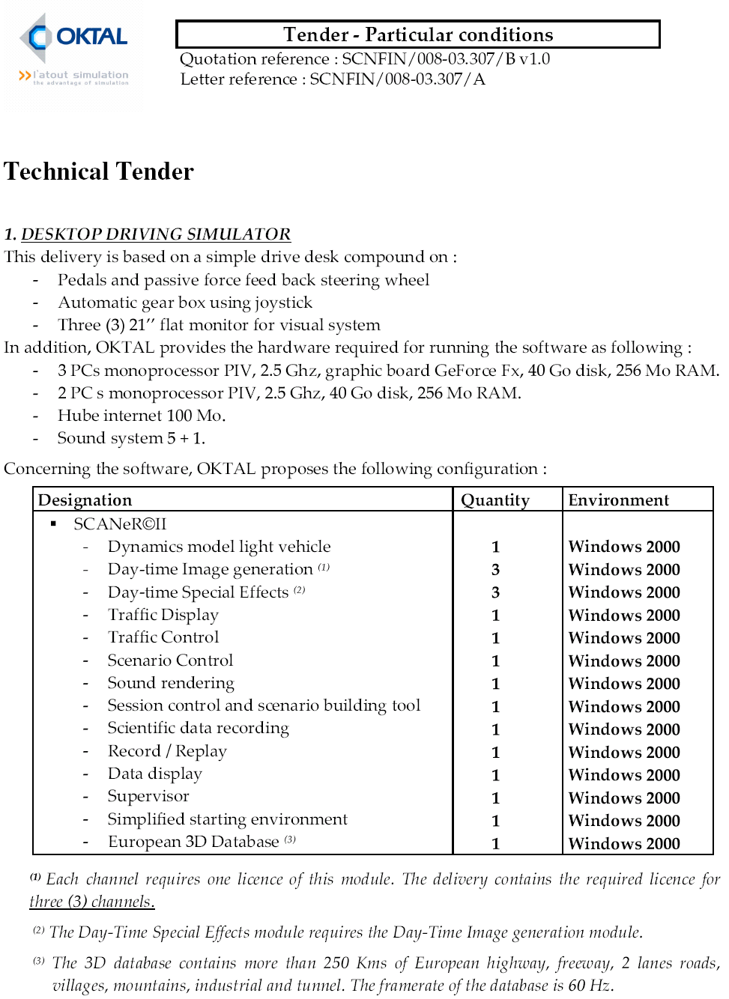 OKTAL
>> l'atout simulation
the advantage of simulation
Tender - Particular conditions
Quotation reference : SCNFIN/008-03.307/B v1.0
Letter reference : SCNFIN/008-03.307/A
Technical Tender
1. DESKTOP DRIVING SIMULATOR
This delivery is based on a simple drive desk compound on :
- Pedals and passive force feed back steering wheel
- Automatic gear box using joystick
- Three (3) 21’’ flat monitor for visual system
In addition, OKTAL provides the hardware required for running the software as following :
- 3 PCs monoprocessor PIV, 2.5 Ghz, graphic board GeForce Fx, 40 Go disk, 256 Mo RAM.
- 2 PC s monoprocessor PIV, 2.5 Ghz, 40 Go disk, 256 Mo RAM.
- Hube internet 100 Mo.
- Sound system 5 + 1.
Concerning the software, OKTAL proposes the following configuration :
Designation Quantity Environment
▪ SCANeR©II
- Dynamics model light vehicle 1 Windows 2000
- Day-time Image generation (1) 3 Windows 2000
- Day-time Special Effects (2) 3 Windows 2000
- Traffic Display 1 Windows 2000
- Traffic Control 1 Windows 2000
- Scenario Control 1 Windows 2000
- Sound rendering 1 Windows 2000
- Session control and scenario building tool 1 Windows 2000
- Scientific data recording 1 Windows 2000
- Record / Replay 1 Windows 2000
- Data display 1 Windows 2000
- Supervisor 1 Windows 2000
- Simplified starting environment 1 Windows 2000
- European 3D Database (3) 1 Windows 2000
(1) Each channel requires one licence of this module. The delivery contains the required licence for
three (3) channels.
(2) The Day-Time Special Effects module requires the Day-Time Image generation module.
(3) The 3D database contains more than 250 Kms of European highway, freeway, 2 lanes roads,
villages, mountains, industrial and tunnel. The framerate of the database is 60 Hz.